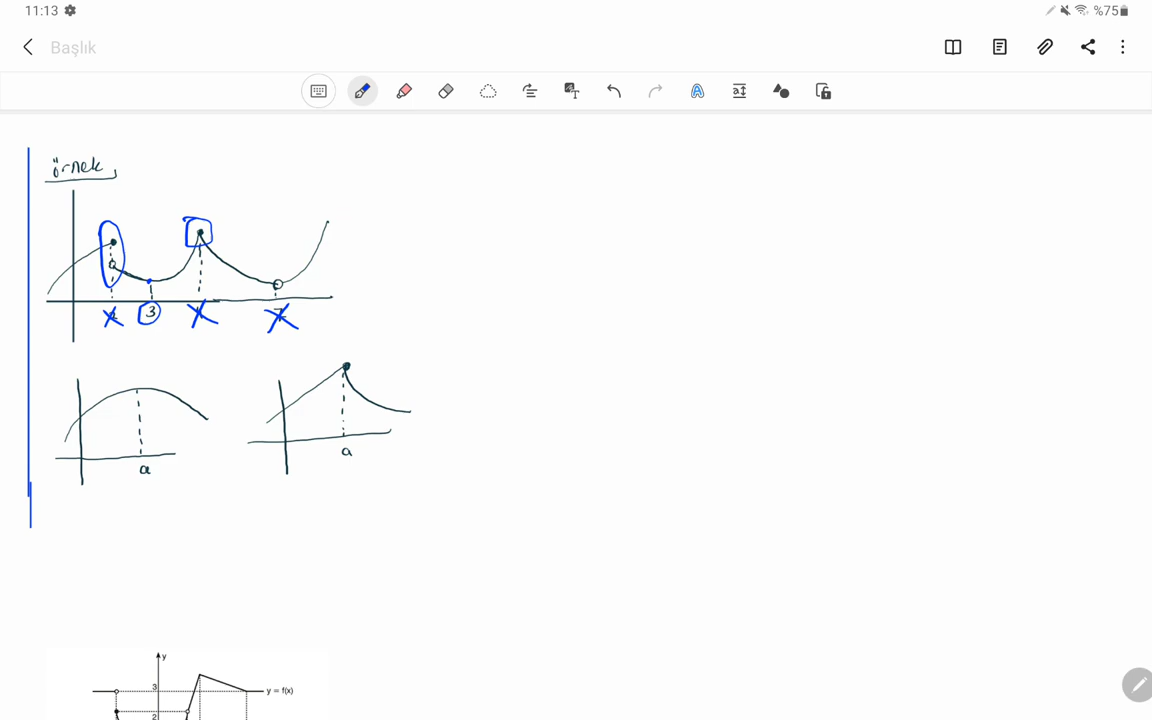 11:13
%75
Başlık
örnek,
3
a
a
y
3
y = f(x)
2